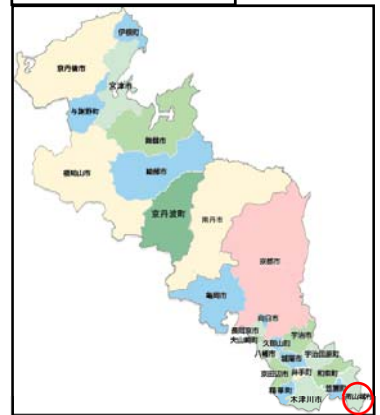 伊根町
京丹後市
宮津市
与謝野町
舞鶴市
福知山市
綾部市
京丹波町
南丹市
京都市
亀岡市
向日市
長岡京市
大山崎町
宇治市
久御山町
八幡市
城陽市
宇治田原町
京田辺市
井手町
和束町
精華町
笠置町
南山城村
木津川市